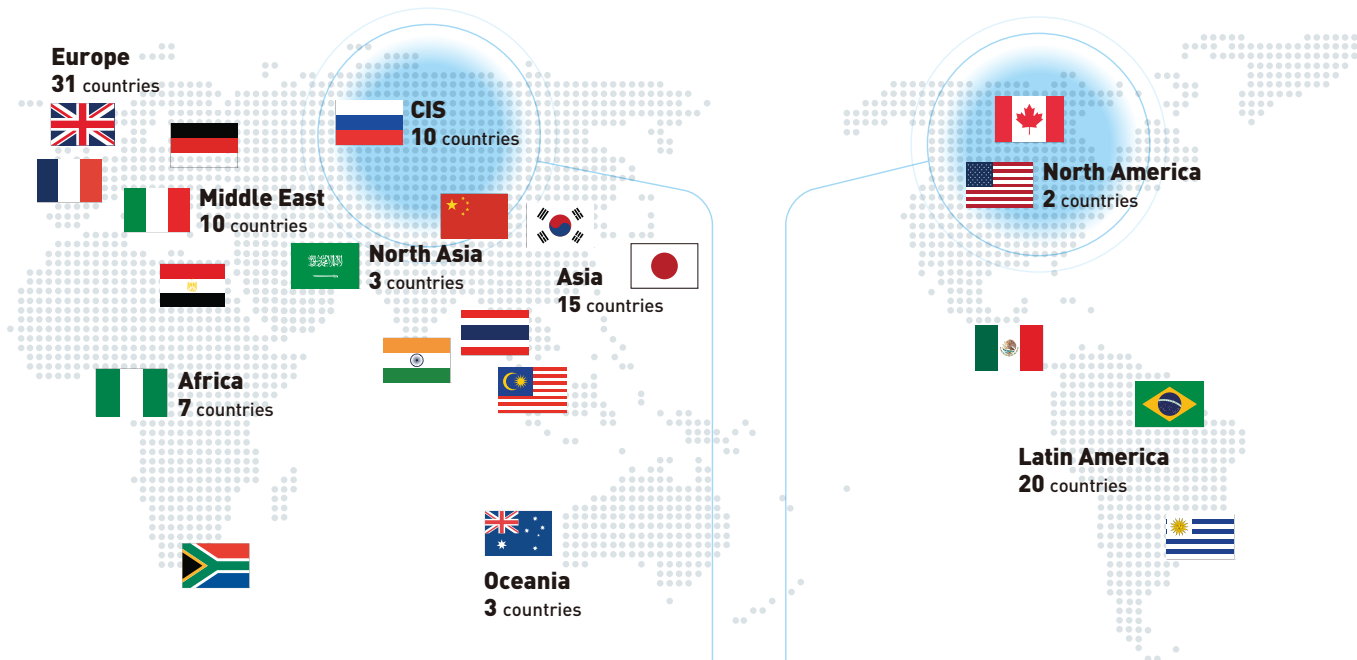 Europe
31 countries
CIS
10 countries
Middle East
10 countries
North Asia
3 countries
Asia
15 countries
Africa
7 countries
Oceania
3 countries
North America
2 countries
Latin America
20 countries